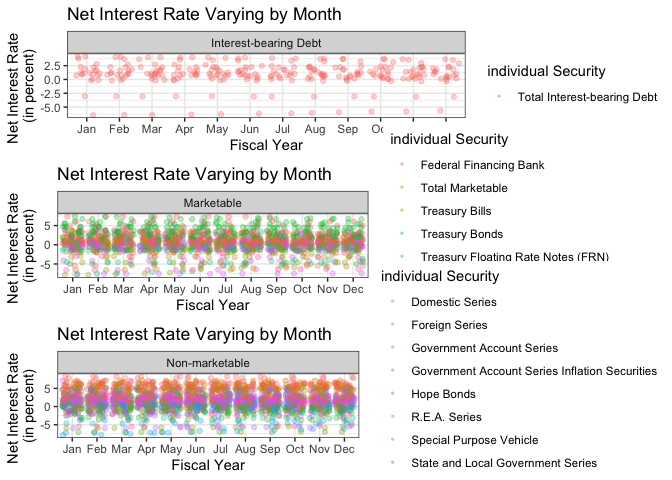 Net Interest Rate Varying by Month
Interest-bearing Debt
Net Interest Rate
(in percent)
2.5
0.0
-2.5
-5.0
Jan Feb Mar Apr May Jun Jul Aug Sep
Fiscal Year
individual Security
Total Interest-bearing Debt
Net Interest Rate Varying by Month
Marketable
Net Interest Rate
(in percent)
5
0
-5
Jan Feb Mar Apr May Jun Jul Aug Sep Oct Nov Dec
Fiscal Year
individual Security
Federal Financing Bank
Total Marketable
Treasury Bills
Treasury Bonds
Treasury Floating Rate Notes (FRN)
Net Interest Rate Varying by Month
Non-marketable
Net Interest Rate
(in percent)
5
0
-5
Jan Feb Mar Apr May Jun Jul Aug Sep Oct Nov Dec
Fiscal Year
individual Security
Domestic Series
Foreign Series
Government Account Series
Government Account Series Inflation Securities
Hope Bonds
R.E.A. Series
Special Purpose Vehicle
State and Local Government Series